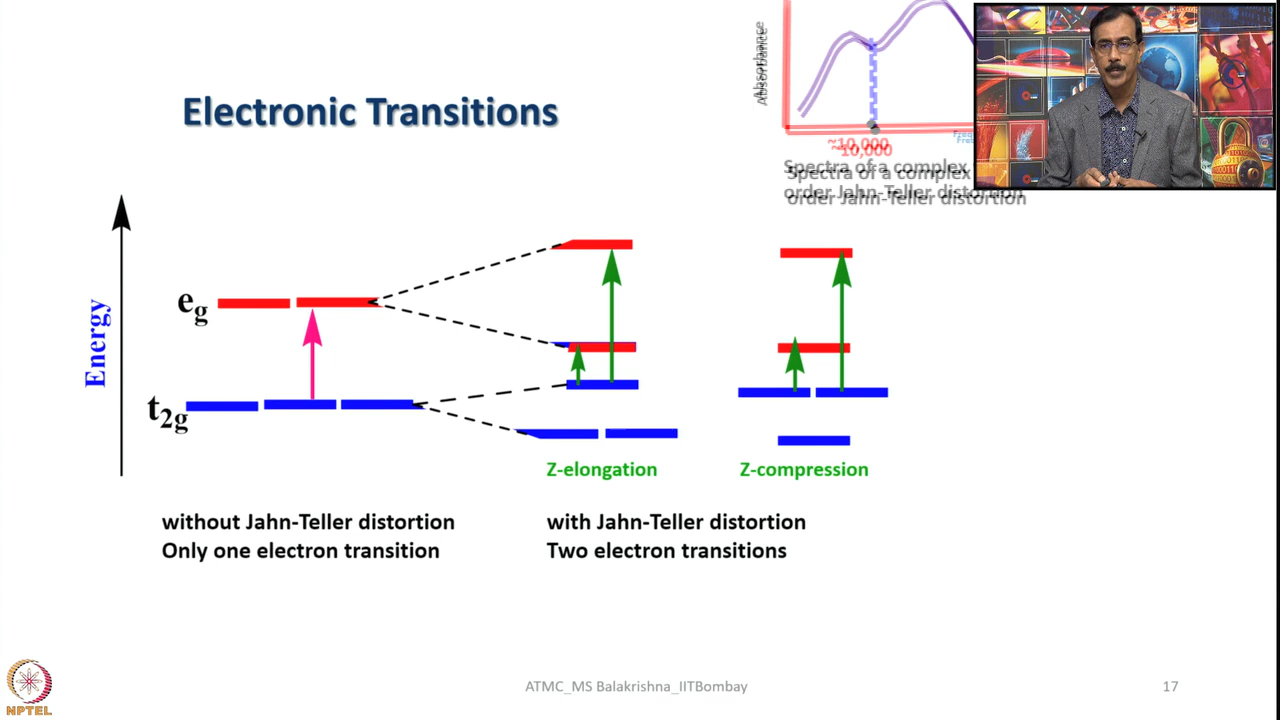 Electronic Transitions
Absorbance
~10,000
Spectra of a complex
order Jahn-Teller distortion
Energy
eg
t2g
Z-elongation
Z-compression
without Jahn-Teller distortion
Only one electron transition
with Jahn-Teller distortion
Two electron transitions
NPTEL
ATMC_MS Balakrishna_IITBombay
17